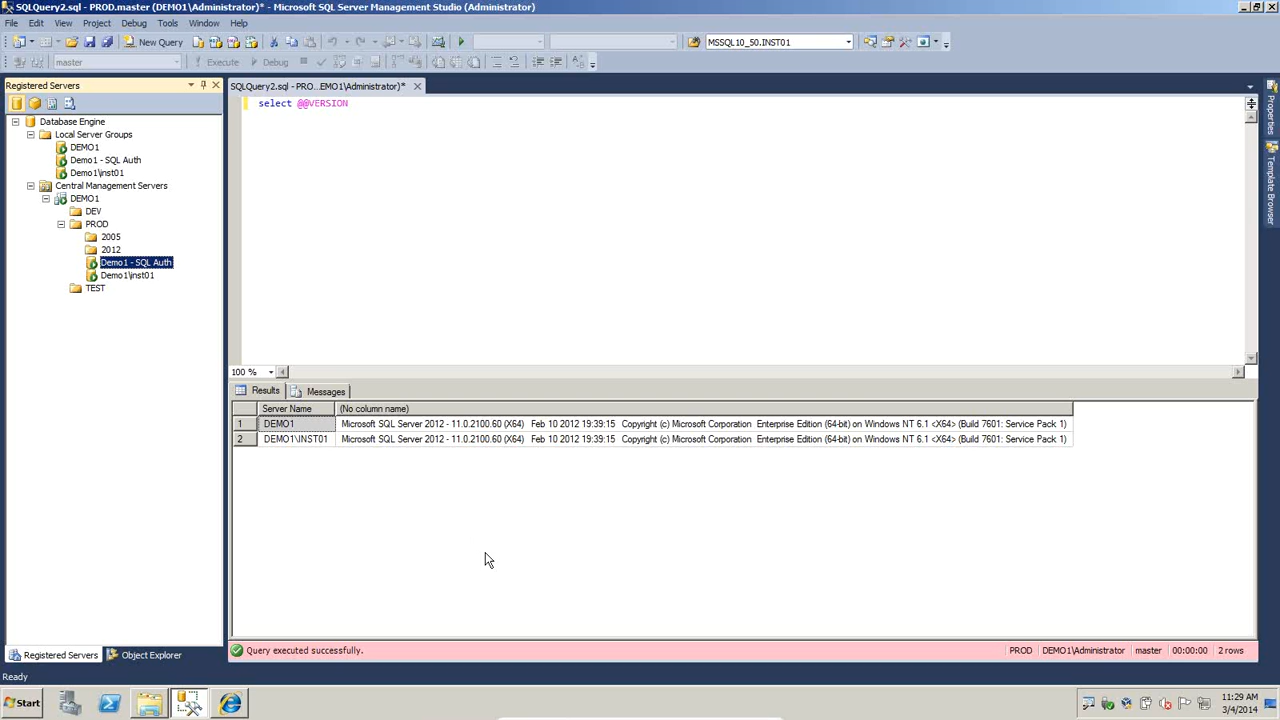 SQLQuery2.sql - PROD.master (DEMO1\Administrator)* - Microsoft SQL Server Management Studio (Administrator)
File Edit View Project Debug Tools Window Help
New Query
MSSQL10_50.INST01
master
Execute
Debug
Registered Servers
SQLQuery2.sql - PRO...EMO1\Administrator)*
select @@VERSION
Database Engine
Local Server Groups
DEMO1
Demo1 - SQL Auth
Demo1\inst01
Central Management Servers
DEMO1
DEV
PROD
2005
2012
Demo1 - SQL Auth
Demo1\inst01
TEST
Properties
Template Browser
100 %
Results Messages
Server Name (No column name)
1 DEMO1 Microsoft SQL Server 2012 - 11.0.2100.60 (X64) Feb 10 2012 19:39:15 Copyright (c) Microsoft Corporation Enterprise Edition (64-bit) on Windows NT 6.1 <X64> (Build 7601: Service Pack 1)
2 DEMO1\INST01 Microsoft SQL Server 2012 - 11.0.2100.60 (X64) Feb 10 2012 19:39:15 Copyright (c) Microsoft Corporation Enterprise Edition (64-bit) on Windows NT 6.1 <X64> (Build 7601: Service Pack 1)
Query executed successfully.
PROD DEMO1\Administrator master 00:00:00 2 rows
Registered Servers Object Explorer
Ready
Start
11:29 AM
3/4/2014